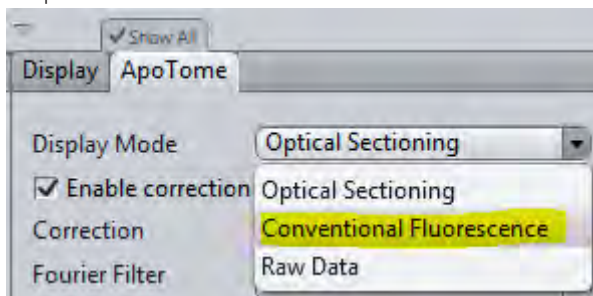 Show All
Display ApoTome
Display Mode Optical Sectioning
Enable correction Optical Sectioning
Correction Conventional Fluorescence
Fourier Filter Raw Data